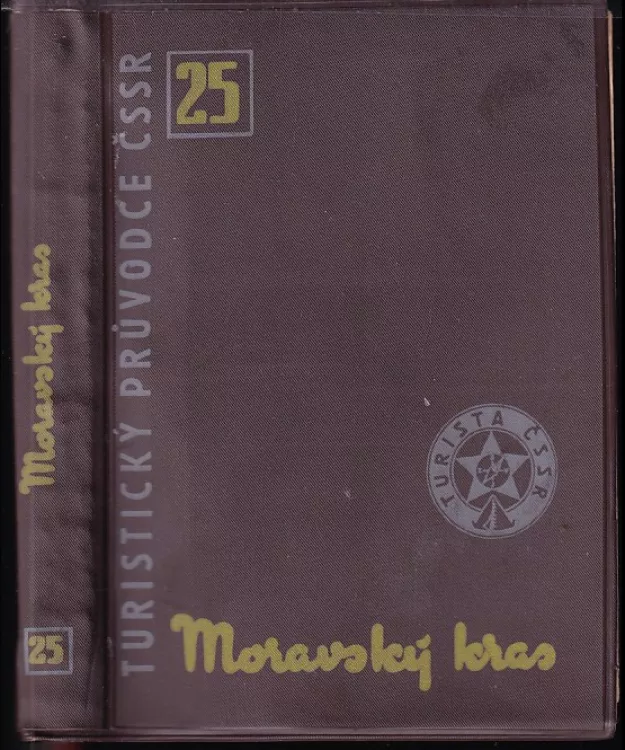 Moravský kras
25
TURISTICKÝ PRŮVODCE ČSSR
25
TURISTA ČSSR
Moravský kras